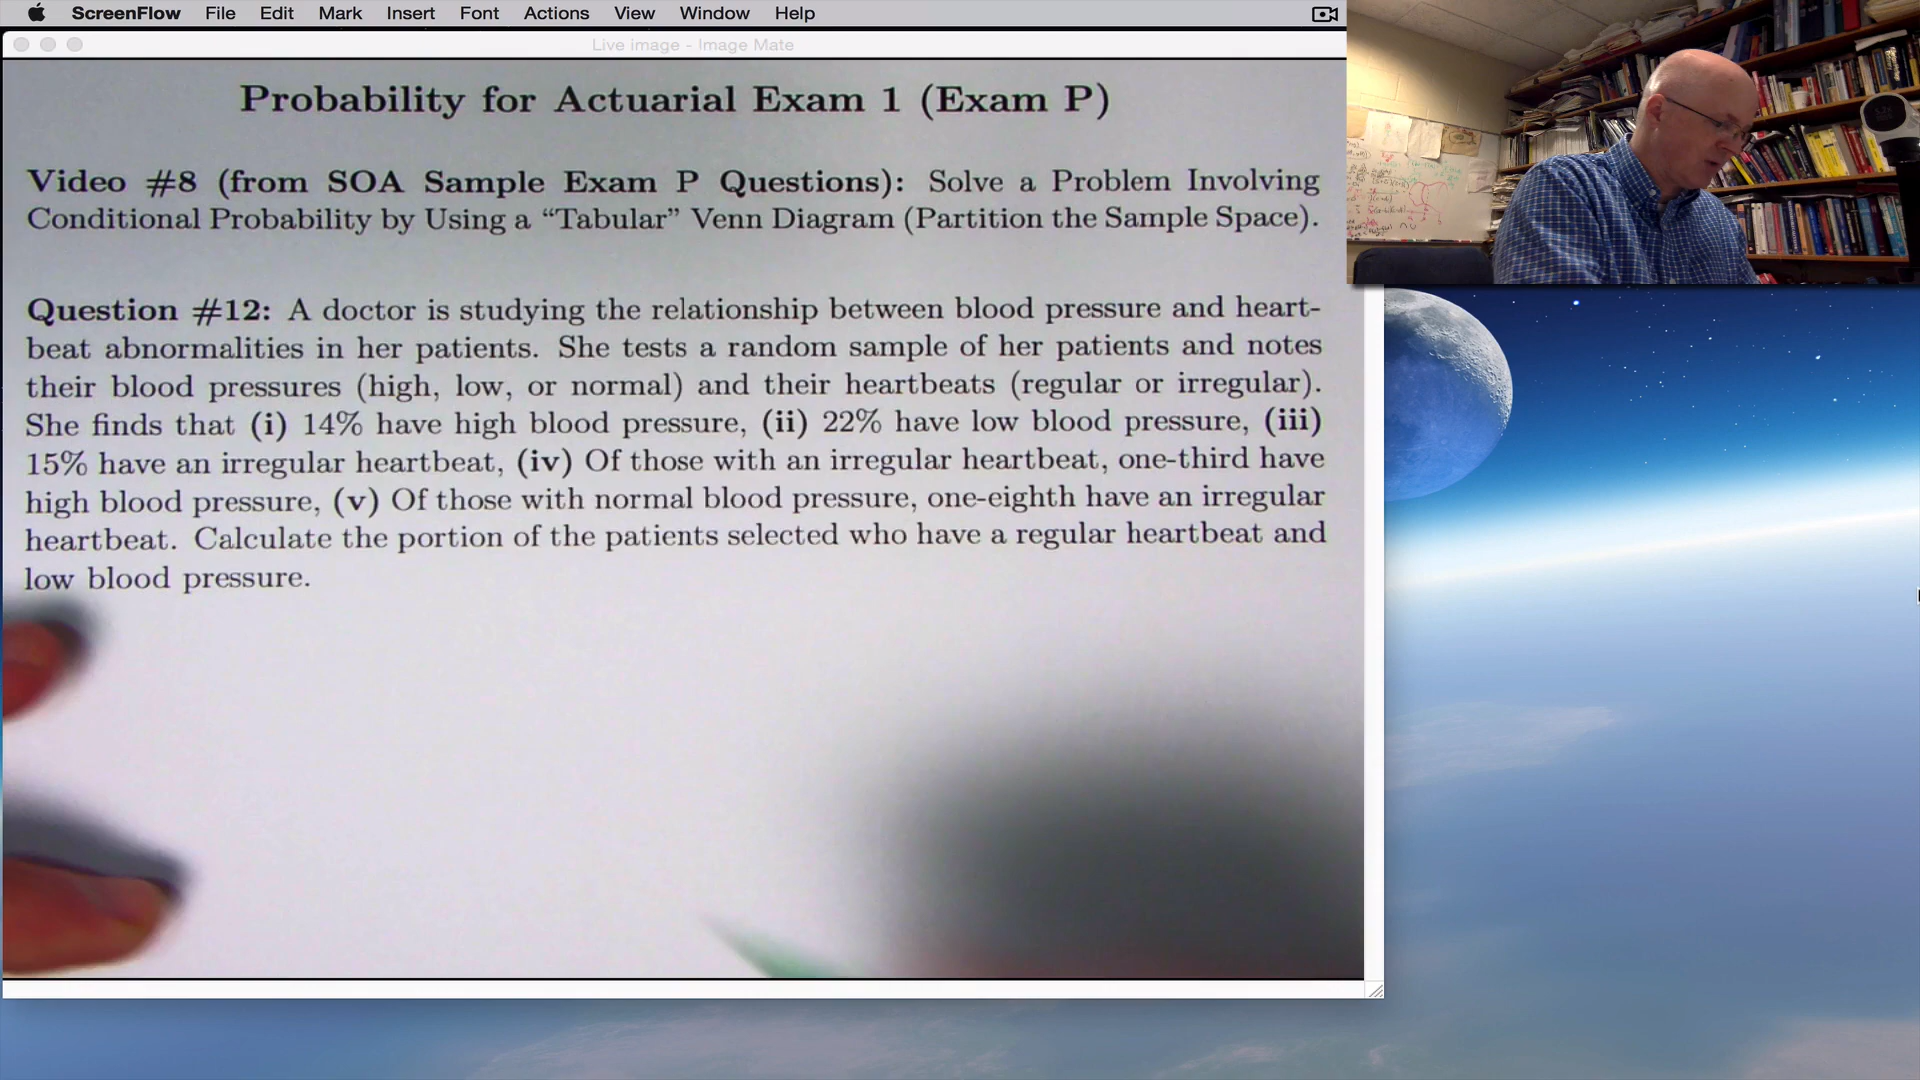 ScreenFlow File Edit Mark Insert Font Actions View Window Help
Live image - Image Mate
Probability for Actuarial Exam 1 (Exam P)
Video #8 (from SOA Sample Exam P Questions): Solve a Problem Involving
Conditional Probability by Using a “Tabular” Venn Diagram (Partition the Sample Space).
Question #12: A doctor is studying the relationship between blood pressure and heart-
beat abnormalities in her patients. She tests a random sample of her patients and notes
their blood pressures (high, low, or normal) and their heartbeats (regular or irregular).
She finds that (i) 14% have high blood pressure, (ii) 22% have low blood pressure, (iii)
15% have an irregular heartbeat, (iv) Of those with an irregular heartbeat, one-third have
high blood pressure, (v) Of those with normal blood pressure, one-eighth have an irregular
heartbeat. Calculate the portion of the patients selected who have a regular heartbeat and
low blood pressure.